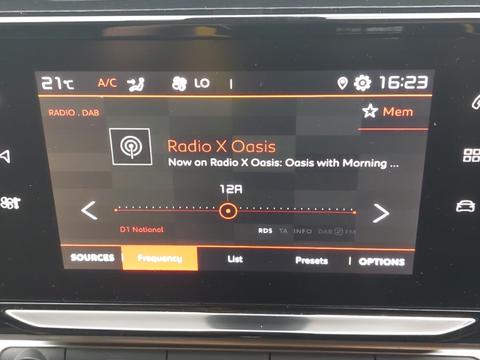 21°C A/C LO 16:23
RADIO . DAB
Mem
Radio X Oasis
Now on Radio X Oasis: Oasis with Morning ...
12A
D1 National
RDS TA INFO DAB FM
SOURCES Frequency List Presets OPTIONS